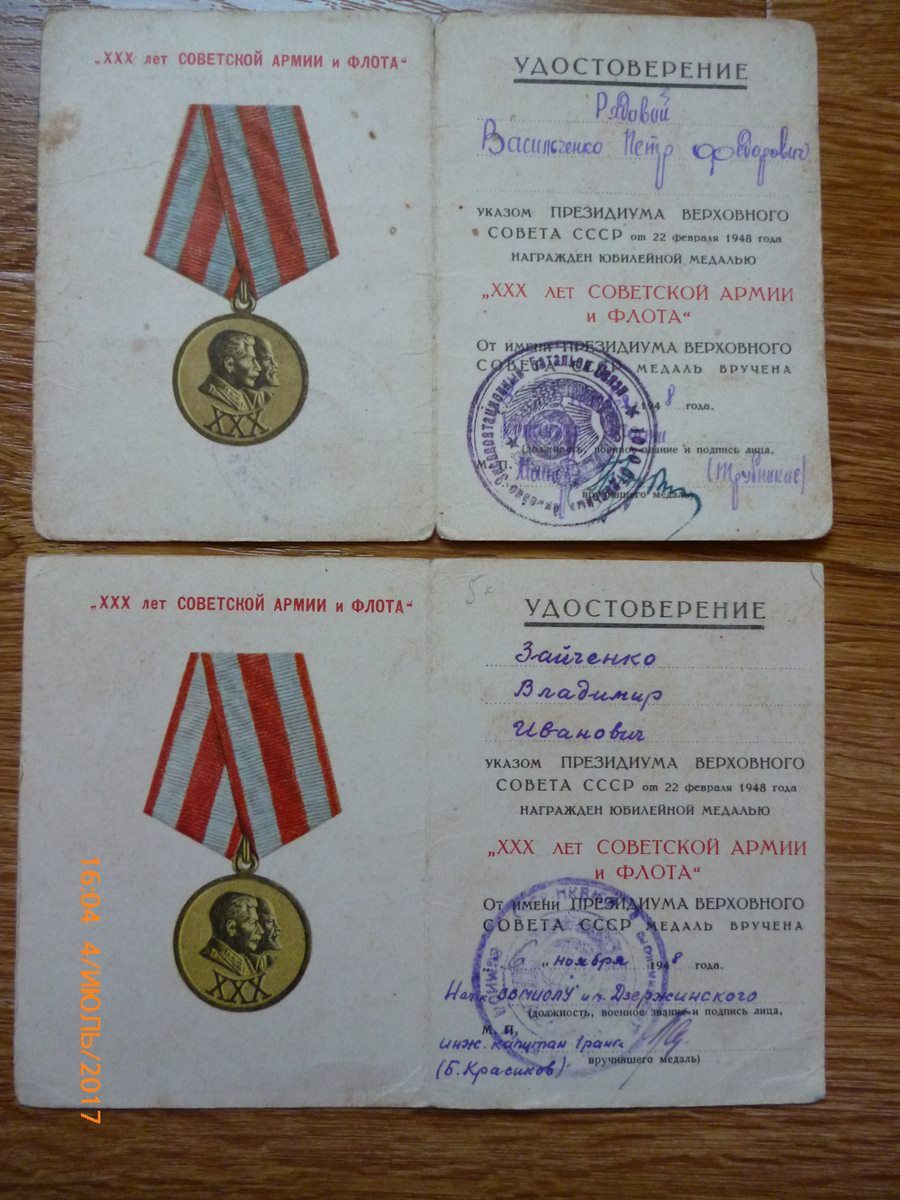 „XXX лет СОВЕТСКОЙ АРМИИ и ФЛОТА“
УДОСТОВЕРЕНИЕ
Рядовой
Васильченко Петр Федорович
УКАЗОМ ПРЕЗИДИУМА ВЕРХОВНОГО
СОВЕТА СССР от 22 февраля 1948 года
НАГРАЖДЕН ЮБИЛЕЙНОЙ МЕДАЛЬЮ
„XXX ЛЕТ СОВЕТСКОЙ АРМИИ
и ФЛОТА“
От имени ПРЕЗИДИУМА ВЕРХОВНОГО
СОВЕТА СССР МЕДАЛЬ ВРУЧЕНА
1948 года.
(должность, военное звание и подпись лица,
М. П.
вручившего медаль)
XXX
„XXX лет СОВЕТСКОЙ АРМИИ и ФЛОТА“
УДОСТОВЕРЕНИЕ
Зайченко
Владимир
Иванович
УКАЗОМ ПРЕЗИДИУМА ВЕРХОВНОГО
СОВЕТА СССР от 22 февраля 1948 года
НАГРАЖДЕН ЮБИЛЕЙНОЙ МЕДАЛЬЮ
„XXX ЛЕТ СОВЕТСКОЙ АРМИИ
и ФЛОТА“
От имени ПРЕЗИДИУМА ВЕРХОВНОГО
СОВЕТА СССР МЕДАЛЬ ВРУЧЕНА
„6„ ноября 1948 года.
ВВМИОЛУ им. Дзержинского
(должность, военное звание и подпись лица,
М. П.
инж. капитан 1 ранга
вручившего медаль)
(Б. Красиков)
XXX
16:04 4/ИЮЛЬ/2017